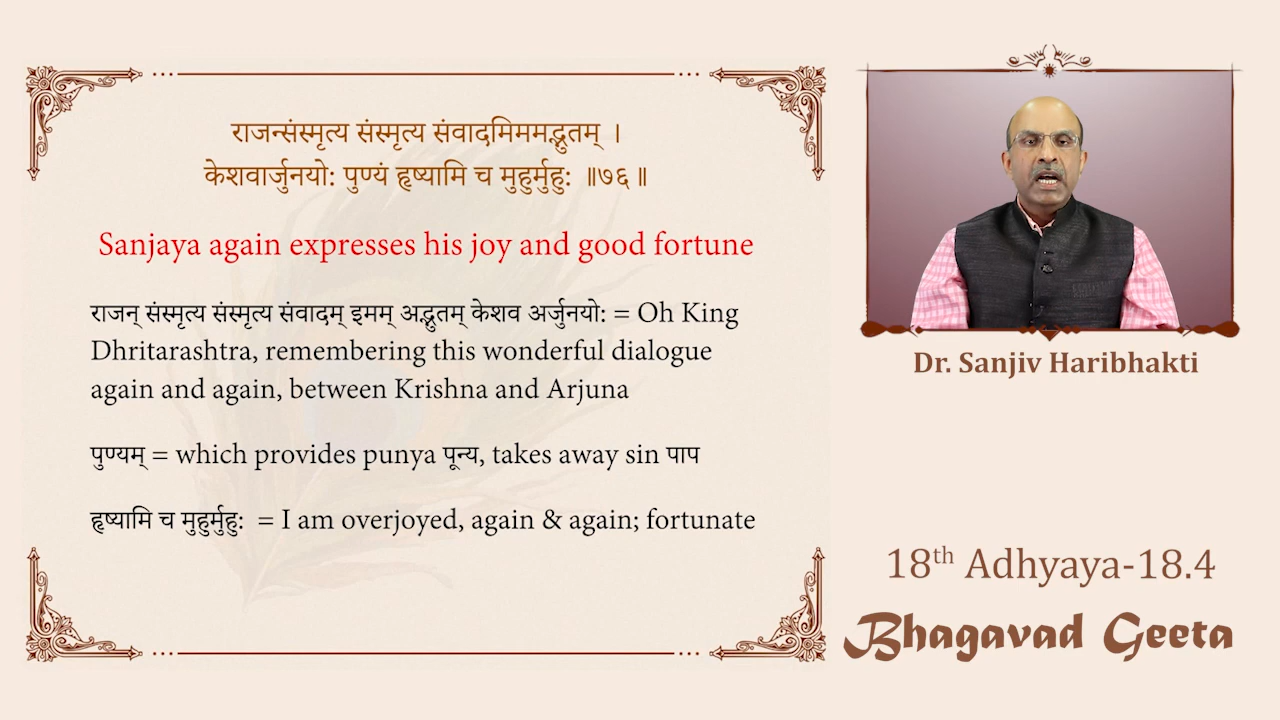 राजन्संस्मृत्य संस्मृत्य संवादमिममद्भुतम् ।
केशवार्जुनयो: पुण्यं हृष्यामि च मुहुर्मुहु: ॥७६॥
Sanjaya again expresses his joy and good fortune
राजन् संस्मृत्य संस्मृत्य संवादम् इमम् अद्भुतम् केशव अर्जुनयो: = Oh King
Dhritarashtra, remembering this wonderful dialogue
again and again, between Krishna and Arjuna
पुण्यम् = which provides punya पून्य, takes away sin पाप
हृष्यामि च मुहुर्मुहु: = I am overjoyed, again & again; fortunate
Dr. Sanjiv Haribhakti
18th Adhyaya-18.4
Bhagavad Geeta